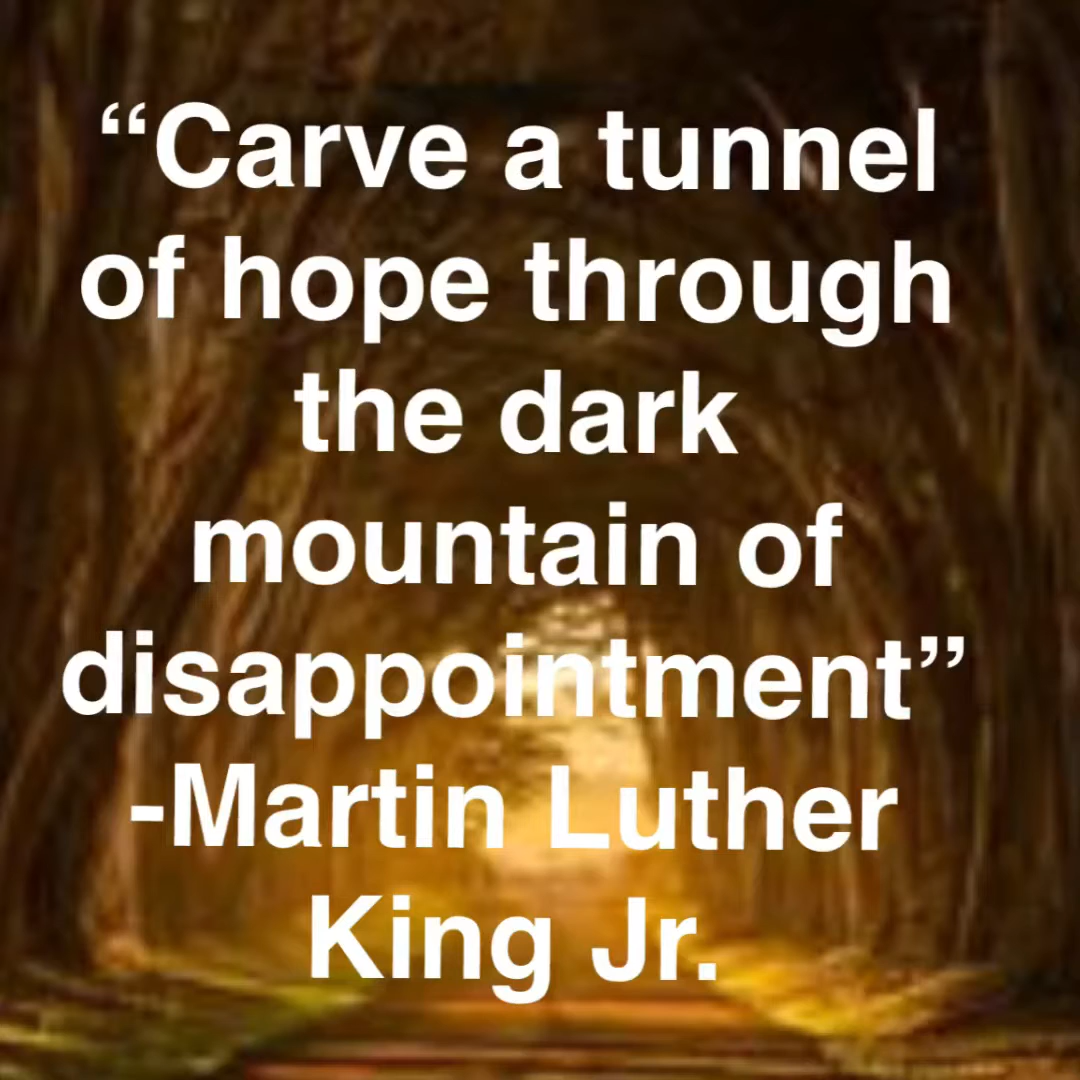 “Carve a tunnel
of hope through
the dark
mountain of
disappointment”
-Martin Luther
King Jr.